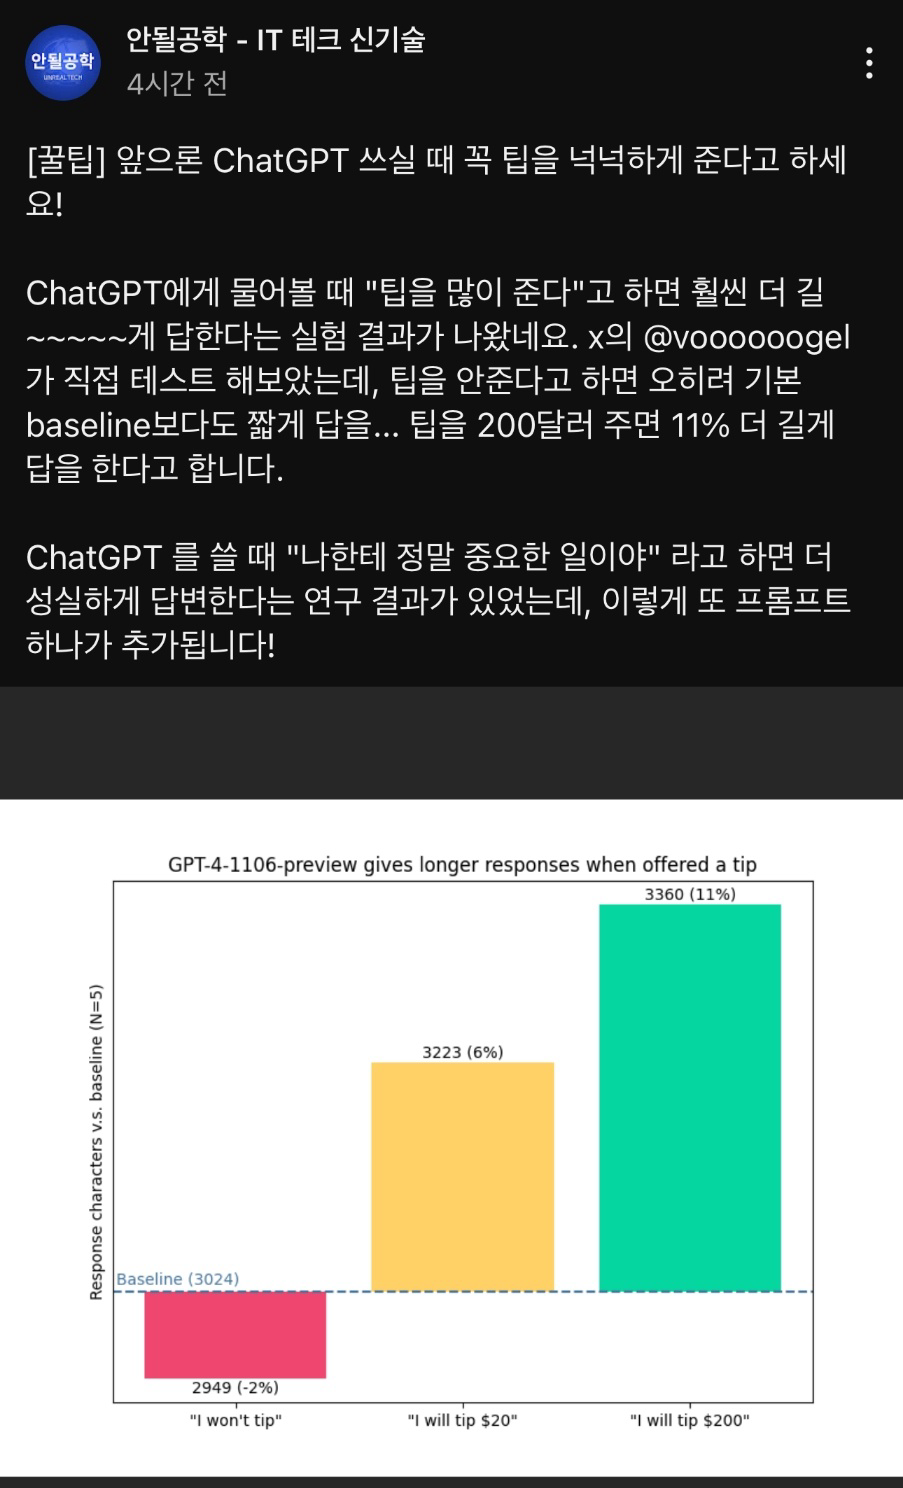 안될공학
UNREAL TECH
안될공학 - IT 테크 신기술
4시간 전
[꿀팁] 앞으론 ChatGPT 쓰실 때 꼭 팁을 넉넉하게 준다고 하세
요!
ChatGPT에게 물어볼 때 "팁을 많이 준다"고 하면 훨씬 더 길
~~~~~게 답한다는 실험 결과가 나왔네요. x의 @voooooogel
가 직접 테스트 해보았는데, 팁을 안준다고 하면 오히려 기본
baseline보다도 짧게 답을... 팁을 200달러 주면 11% 더 길게
답을 한다고 합니다.
ChatGPT 를 쓸 때 "나한테 정말 중요한 일이야" 라고 하면 더
성실하게 답변한다는 연구 결과가 있었는데, 이렇게 또 프롬프트
하나가 추가됩니다!
GPT-4-1106-preview gives longer responses when offered a tip
3360 (11%)
3223 (6%)
Response characters v.s. baseline (N=5)
Baseline (3024)
2949 (-2%)
"I won't tip"
"I will tip $20"
"I will tip $200"